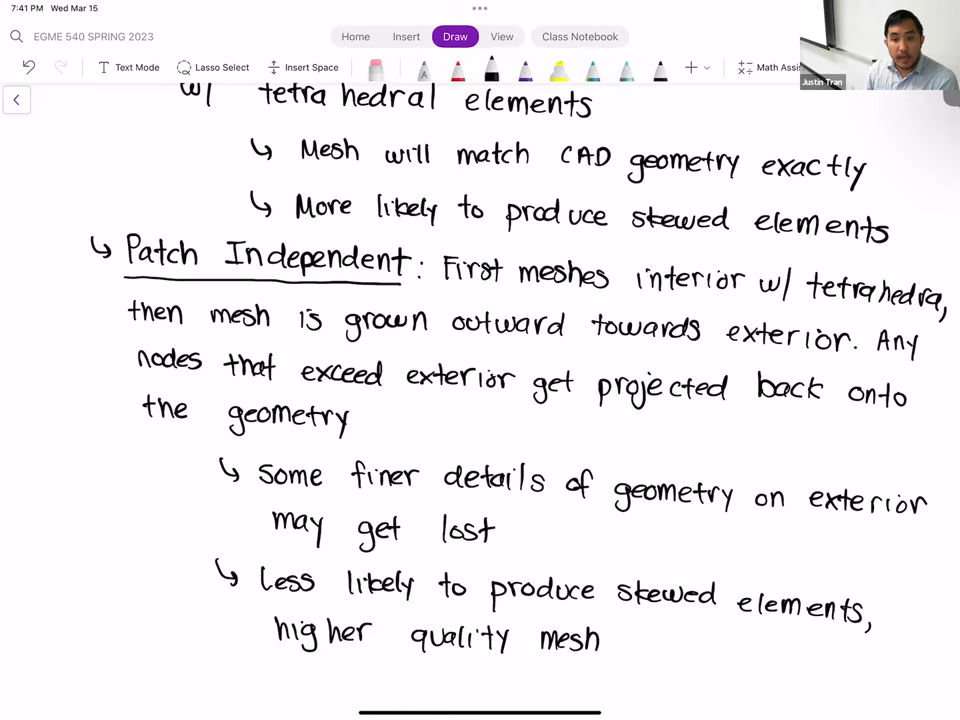 7:41 PM Wed Mar 15
EGME 540 SPRING 2023
Home Insert Draw View Class Notebook
Text Mode Lasso Select Insert Space Math Assis
Justin Tran
w/ tetrahedral elements
↳ Mesh will match CAD geometry exactly
↳ More likely to produce skewed elements
↳ Patch Independent: First meshes interior w/ tetrahedra,
then mesh is grown outward towards exterior. Any
nodes that exceed exterior get projected back onto
the geometry
↳ Some finer details of geometry on exterior
may get lost
↳ Less likely to produce skewed elements,
higher quality mesh